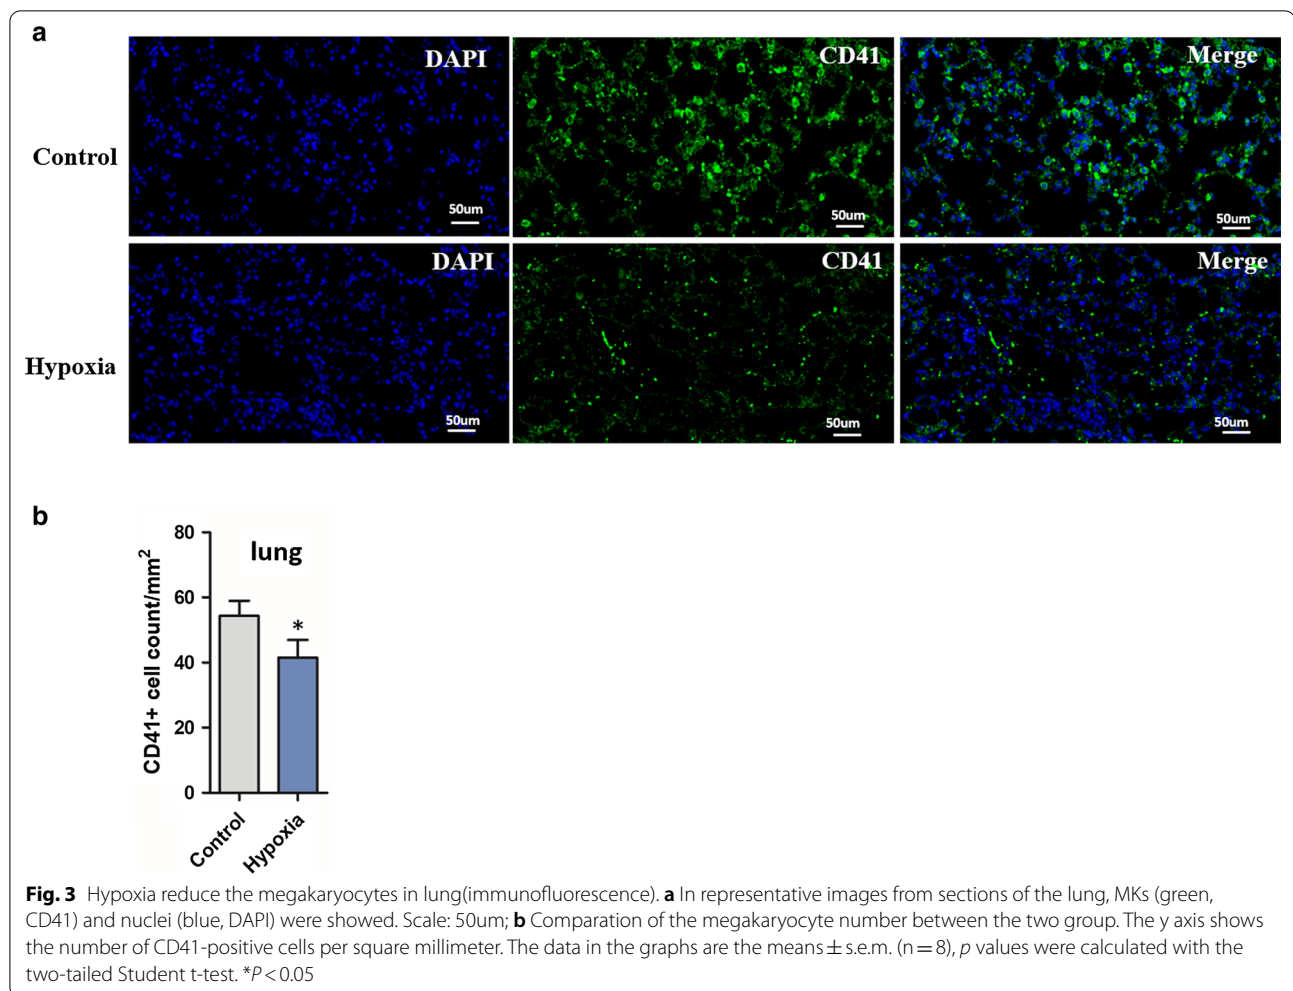 a
DAPI CD41 Merge
Control
50um 50um 50um
DAPI CD41 Merge
Hypoxia
50um 50um 50um
b
lung
CD41+ cell count/mm²
80
60
40
20
0
*
Control Hypoxia
Fig. 3 Hypoxia reduce the megakaryocytes in lung(immunofluorescence). a In representative images from sections of the lung, MKs (green,
CD41) and nuclei (blue, DAPI) were showed. Scale: 50um; b Comparation of the megakaryocyte number between the two group. The y axis shows
the number of CD41-positive cells per square millimeter. The data in the graphs are the means ± s.e.m. (n = 8), p values were calculated with the
two-tailed Student t-test. *P < 0.05